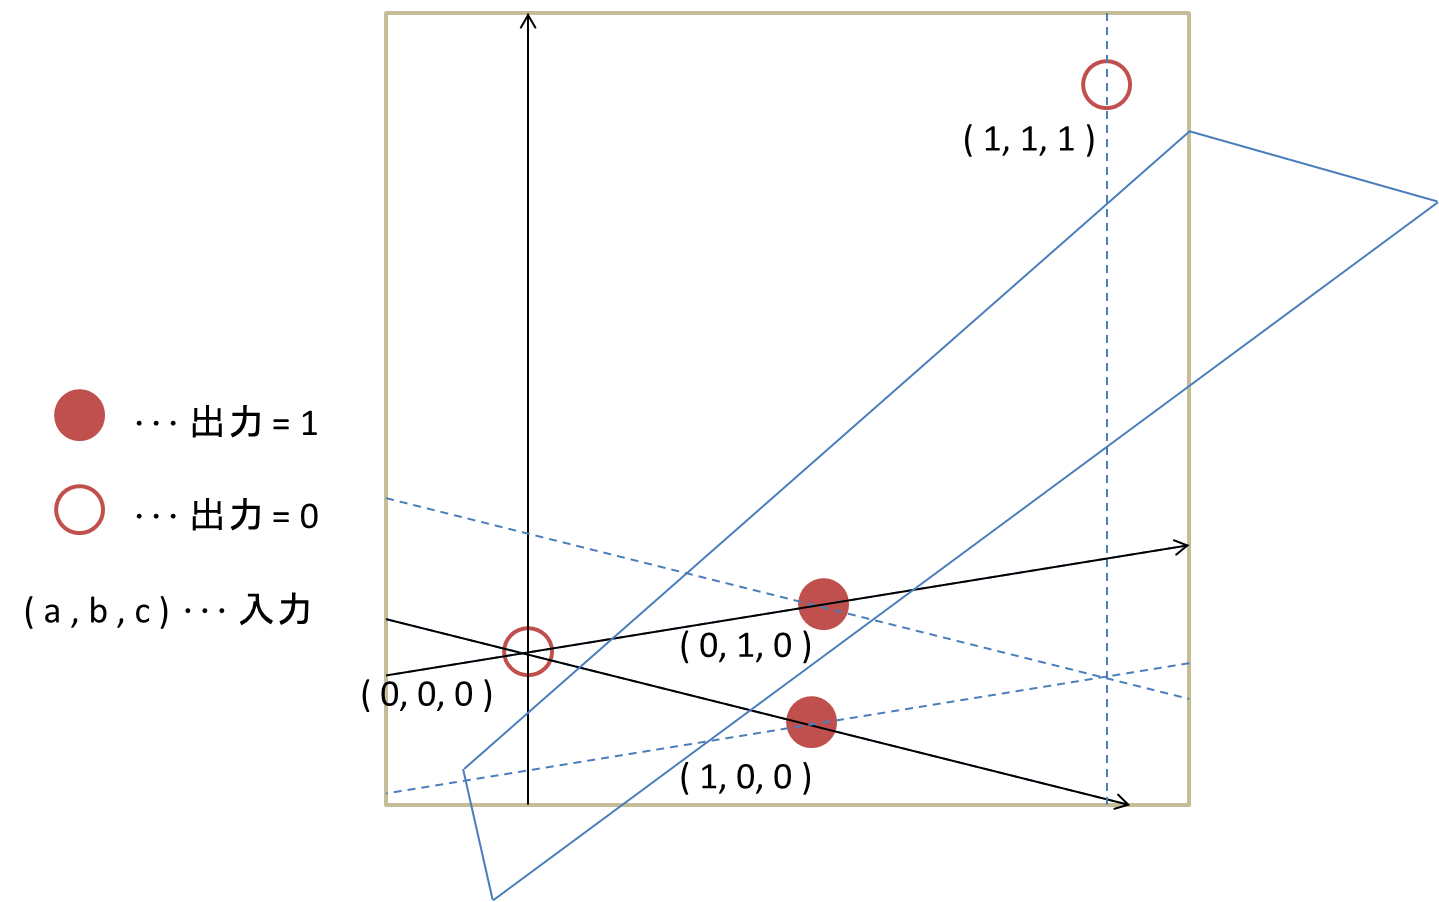 ( 1, 1, 1 )
･･･ 出力 = 1
･･･ 出力 = 0
( a , b , c ) ･･･ 入力
( 0, 1, 0 )
( 0, 0, 0 )
( 1, 0, 0 )